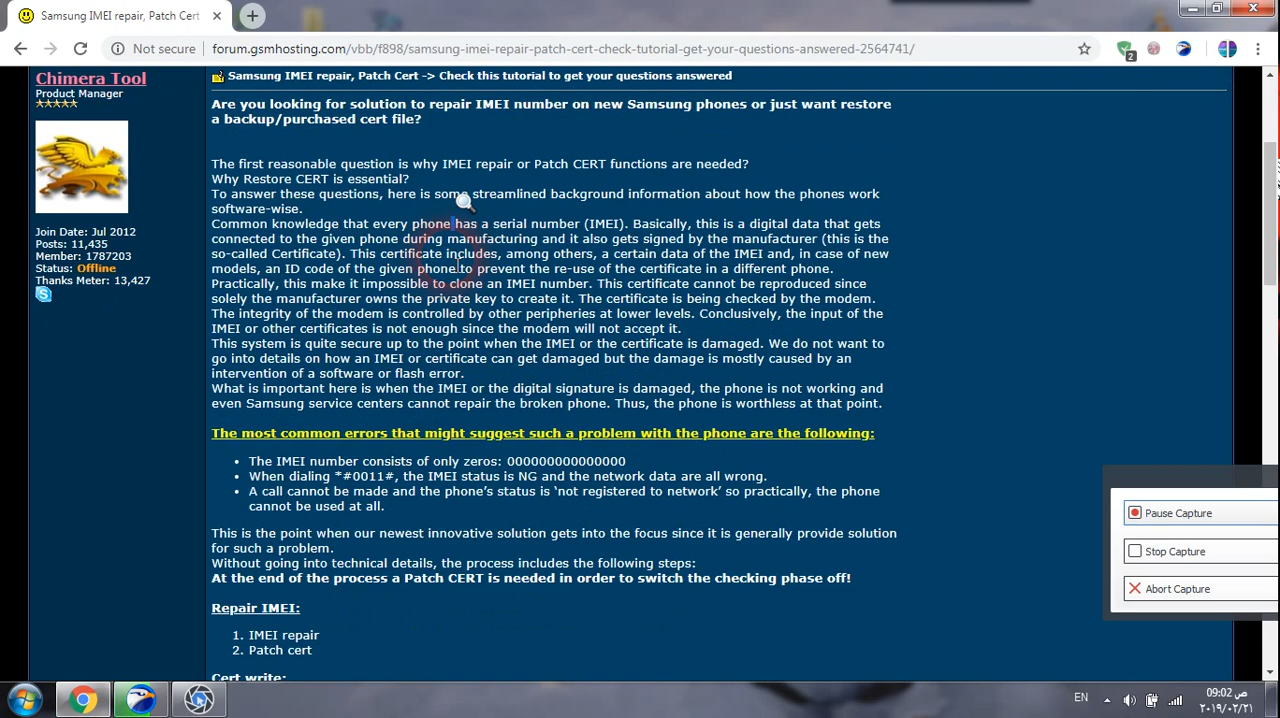 Samsung IMEI repair, Patch Cert
Not secure
forum.gsmhosting.com/vbb/f898/samsung-imei-repair-patch-cert-check-tutorial-get-your-questions-answered-2564741/
2
Chimera Tool
Product Manager
Join Date: Jul 2012
Posts: 11,435
Member: 1787203
Status: Offline
Thanks Meter: 13,427
Samsung IMEI repair, Patch Cert -> Check this tutorial to get your questions answered
Are you looking for solution to repair IMEI number on new Samsung phones or just want restore
a backup/purchased cert file?
The first reasonable question is why IMEI repair or Patch CERT functions are needed?
Why Restore CERT is essential?
To answer these questions, here is some streamlined background information about how the phones work
software-wise.
Common knowledge that every phone has a serial number (IMEI). Basically, this is a digital data that gets
connected to the given phone during manufacturing and it also gets signed by the manufacturer (this is the
so-called Certificate). This certificate includes, among others, a certain data of the IMEI and, in case of new
models, an ID code of the given phone to prevent the re-use of the certificate in a different phone.
Practically, this make it impossible to clone an IMEI number. This certificate cannot be reproduced since
solely the manufacturer owns the private key to create it. The certificate is being checked by the modem.
The integrity of the modem is controlled by other peripheries at lower levels. Conclusively, the input of the
IMEI or other certificates is not enough since the modem will not accept it.
This system is quite secure up to the point when the IMEI or the certificate is damaged. We do not want to
go into details on how an IMEI or certificate can get damaged but the damage is mostly caused by an
intervention of a software or flash error.
What is important here is when the IMEI or the digital signature is damaged, the phone is not working and
even Samsung service centers cannot repair the broken phone. Thus, the phone is worthless at that point.
The most common errors that might suggest such a problem with the phone are the following:
• The IMEI number consists of only zeros: 000000000000000
• When dialing *#0011#, the IMEI status is NG and the network data are all wrong.
• A call cannot be made and the phone's status is 'not registered to network' so practically, the phone
cannot be used at all.
This is the point when our newest innovative solution gets into the focus since it is generally provide solution
for such a problem.
Without going into technical details, the process includes the following steps:
At the end of the process a Patch CERT is needed in order to switch the checking phase off!
Repair IMEI:
1. IMEI repair
2. Patch cert
Cert write:
Pause Capture
Stop Capture
Abort Capture
EN
09:02 ص
٢٠١٩/٠٢/٢١